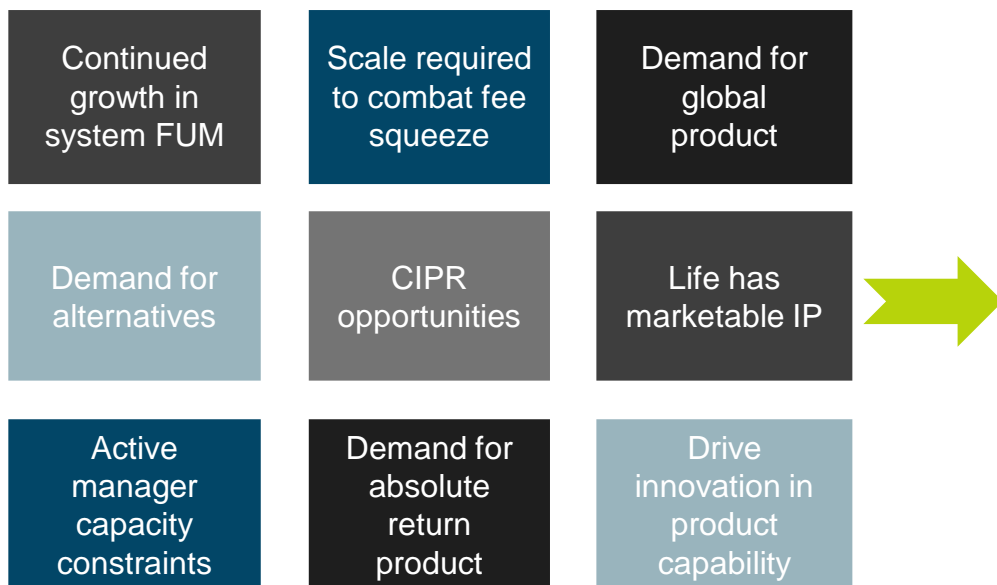 Continued
growth in
system FUM
Scale required
to combat fee
squeeze
Demand for
global
product
Demand for
alternatives
CIPR
opportunities
Life has
marketable IP
Active
manager
capacity
constraints
Demand for
absolute
return
product
Drive
innovation in
product
capability